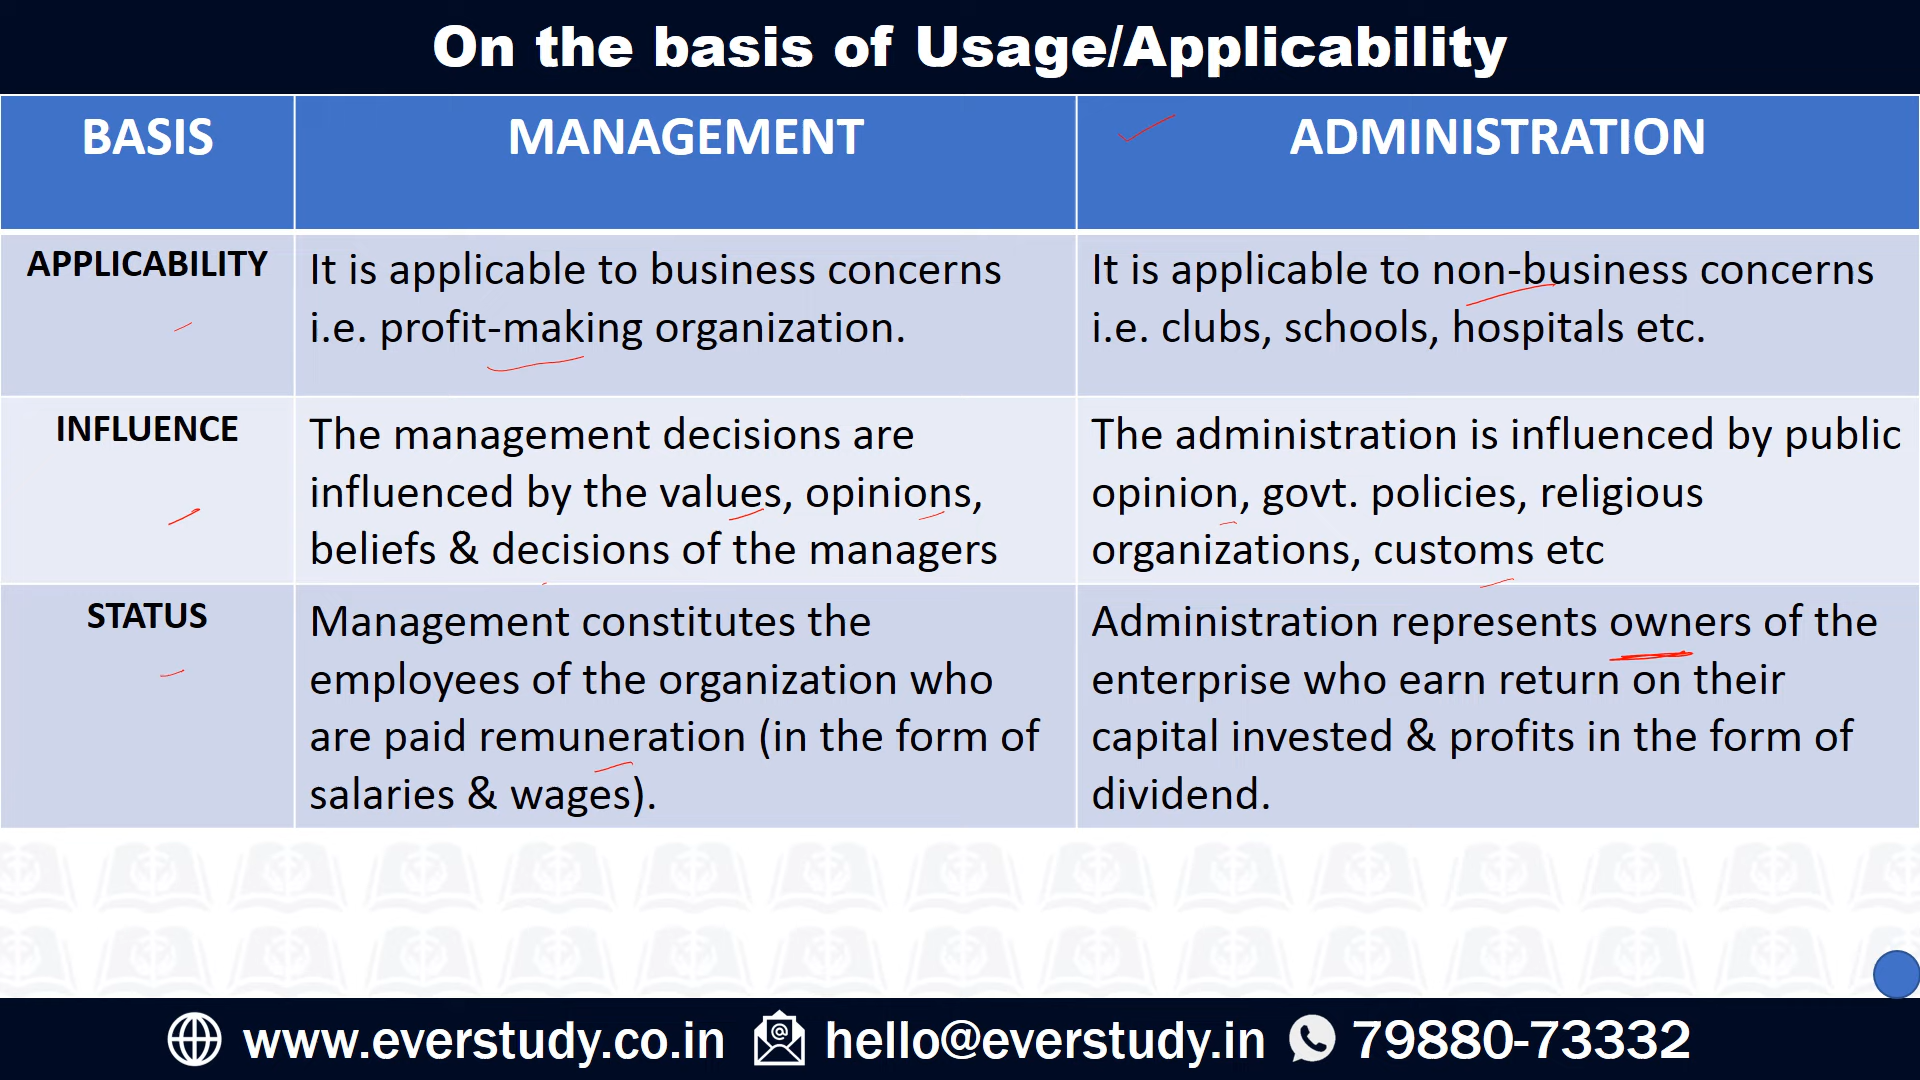 On the basis of Usage/Applicability
BASIS
MANAGEMENT
ADMINISTRATION
APPLICABILITY
It is applicable to business concerns
i.e. profit-making organization.
It is applicable to non-business concerns
i.e. clubs, schools, hospitals etc.
INFLUENCE
The management decisions are
influenced by the values, opinions,
beliefs & decisions of the managers
The administration is influenced by public
opinion, govt. policies, religious
organizations, customs etc
STATUS
Management constitutes the
employees of the organization who
are paid remuneration (in the form of
salaries & wages).
Administration represents owners of the
enterprise who earn return on their
capital invested & profits in the form of
dividend.
www.everstudy.co.in hello@everstudy.in 79880-73332